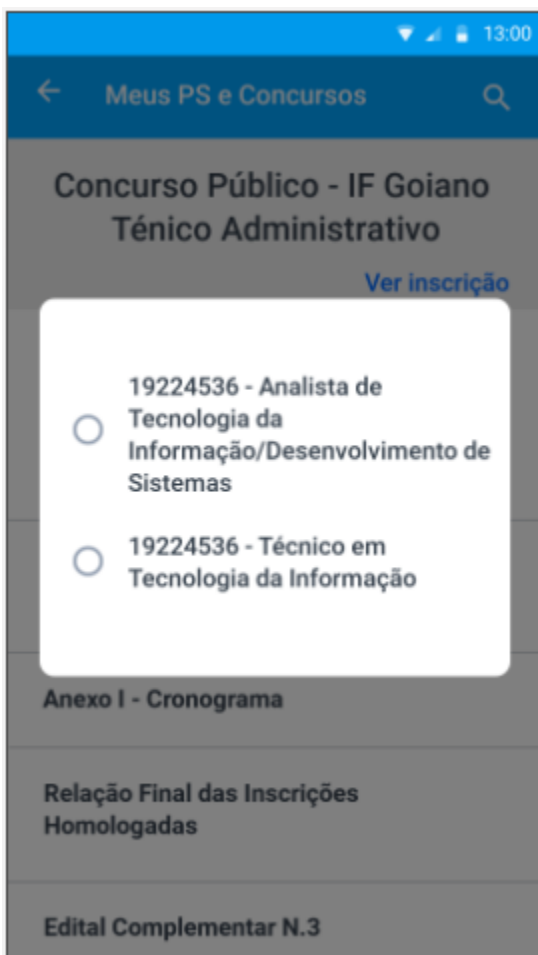 13:00
Meus PS e Concursos
Concurso Público - IF Goiano
Ténico Administrativo
Ver inscrição
19224536 - Analista de
Tecnologia da
Informação/Desenvolvimento de
Sistemas
19224536 - Técnico em
Tecnologia da Informação
Anexo I - Cronograma
Relação Final das Inscrições
Homologadas
Edital Complementar N.3